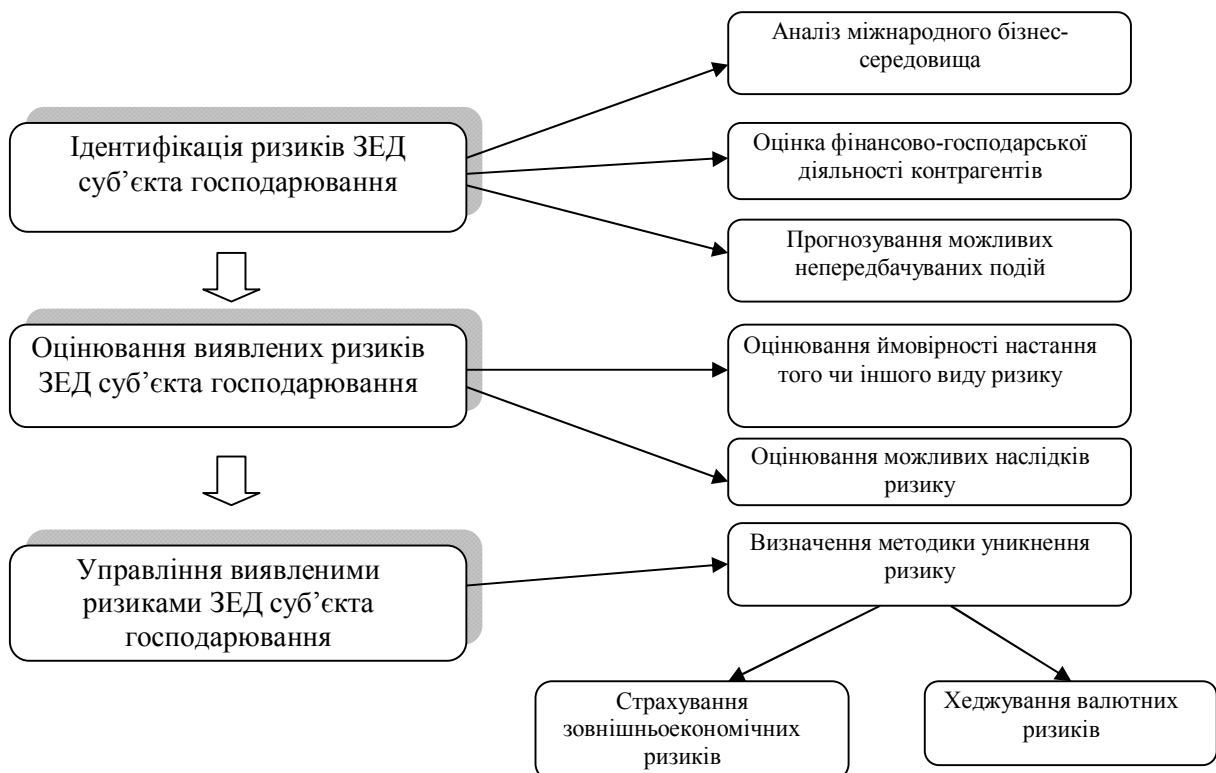 Аналіз міжнародного бізнес-
середовища
Ідентифікація ризиків ЗЕД
суб’єкта господарювання
Оцінка фінансово-господарської
діяльності контрагентів
Прогнозування можливих
непередбачуваних подій
Оцінювання виявлених ризиків
ЗЕД суб’єкта господарювання
Оцінювання ймовірності настання
того чи іншого виду ризику
Оцінювання можливих наслідків
ризику
Управління виявленими
ризиками ЗЕД суб’єкта
господарювання
Визначення методики уникнення
ризику
Страхування
зовнішньоекономічних
ризиків
Хеджування валютних
ризиків